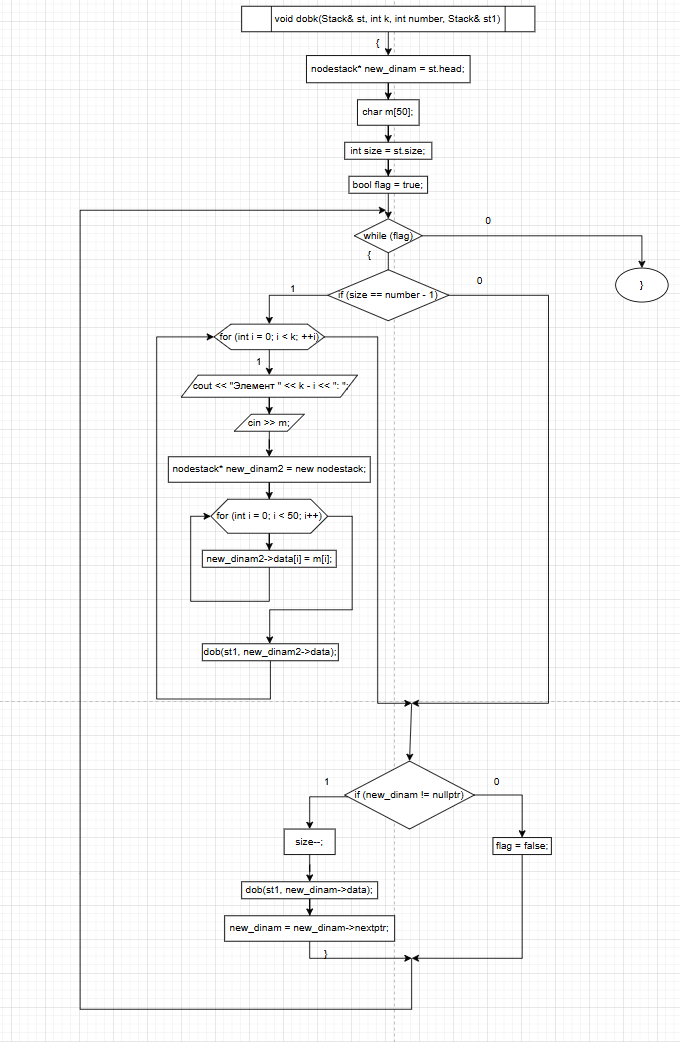 void dobk(Stack& st, int k, int number, Stack& st1)
{
nodestack* new_dinam = st.head;
char m[50];
int size = st.size;
bool flag = true;
0
while (flag)
{
}
0
1
if (size == number - 1)
for (int i = 0; i < k; ++i)
1
cout << "Элемент " << k - i << ": ";
cin >> m;
nodestack* new_dinam2 = new nodestack;
for (int i = 0; i < 50; i++)
new_dinam2->data[i] = m[i];
dob(st1, new_dinam2->data);
1
0
if (new_dinam != nullptr)
size--;
flag = false;
dob(st1, new_dinam->data);
new_dinam = new_dinam->nextptr;
}